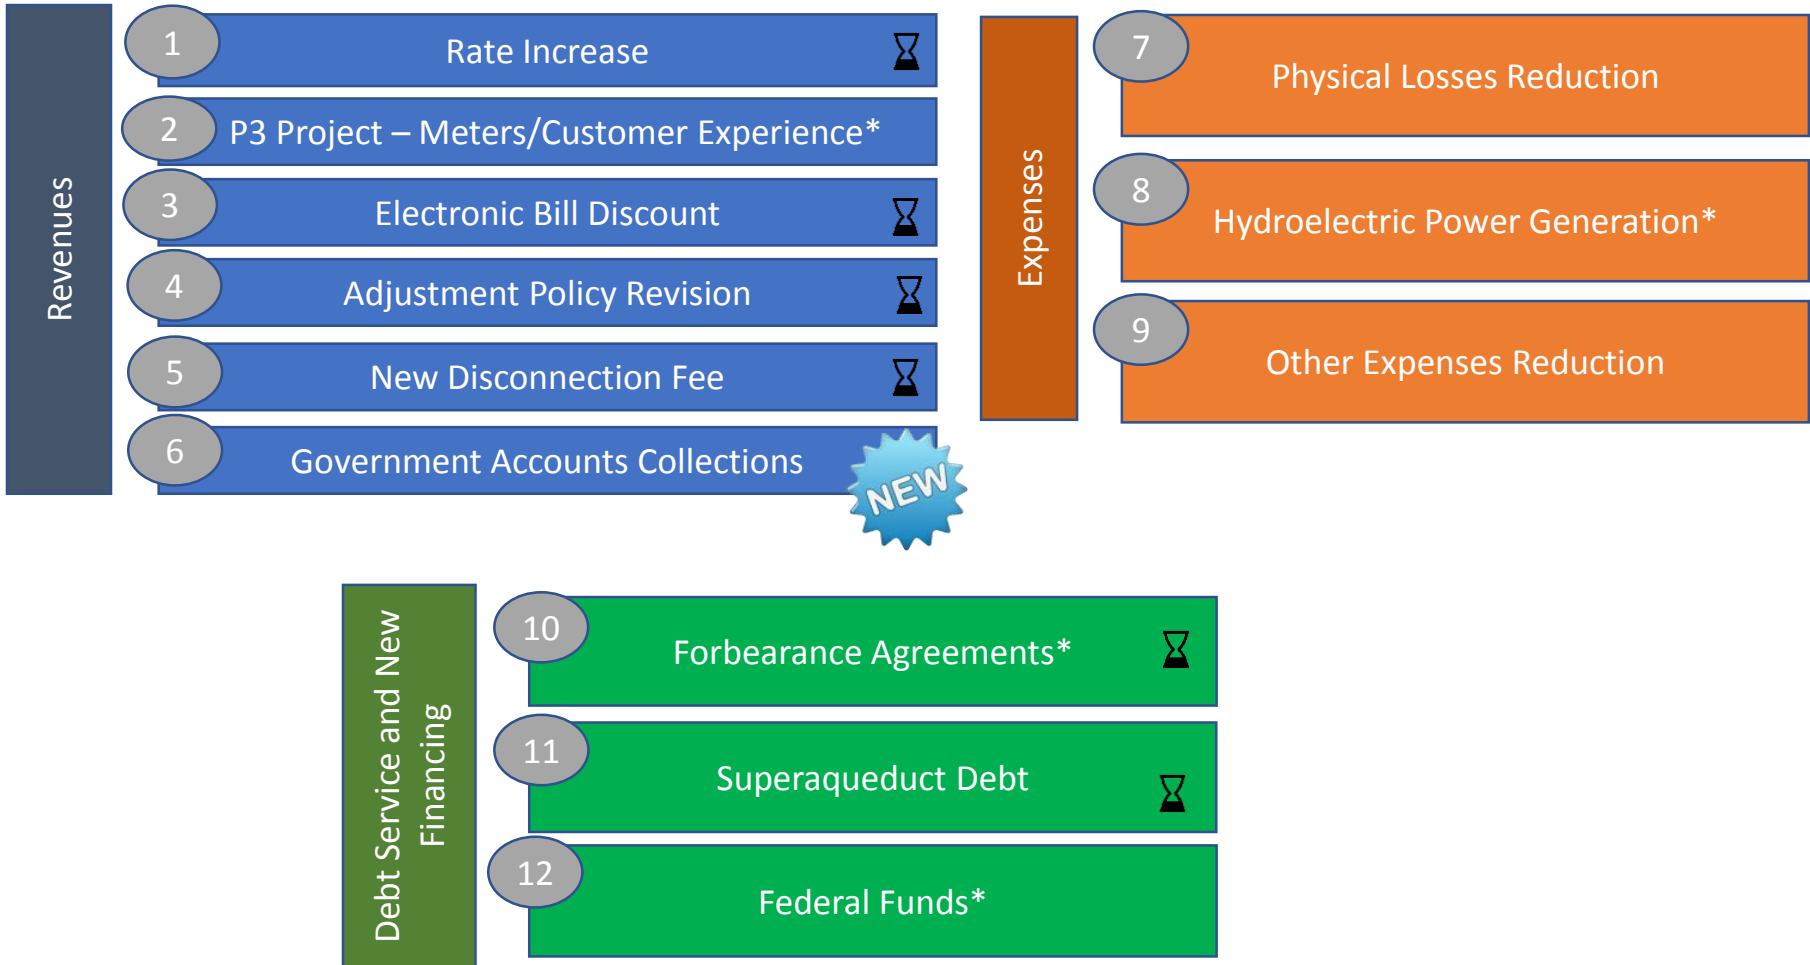 Revenues
1
Rate Increase
2
P3 Project – Meters/Customer Experience*
3
Electronic Bill Discount
4
Adjustment Policy Revision
5
New Disconnection Fee
6
Government Accounts Collections
NEW
Expenses
7
Physical Losses Reduction
8
Hydroelectric Power Generation*
9
Other Expenses Reduction
Debt Service and New
Financing
10
Forbearance Agreements*
11
Superaqueduct Debt
12
Federal Funds*